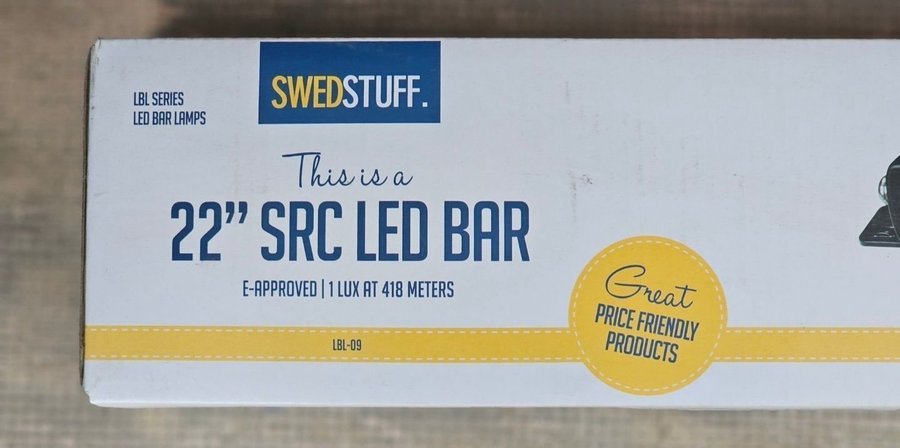 SWEDSTUFF.
LBL SERIES
LED BAR LAMPS
This is a
22” SRC LED BAR
E-APPROVED | 1 LUX AT 418 METERS
LBL-09
Great
PRICE FRIENDLY
PRODUCTS